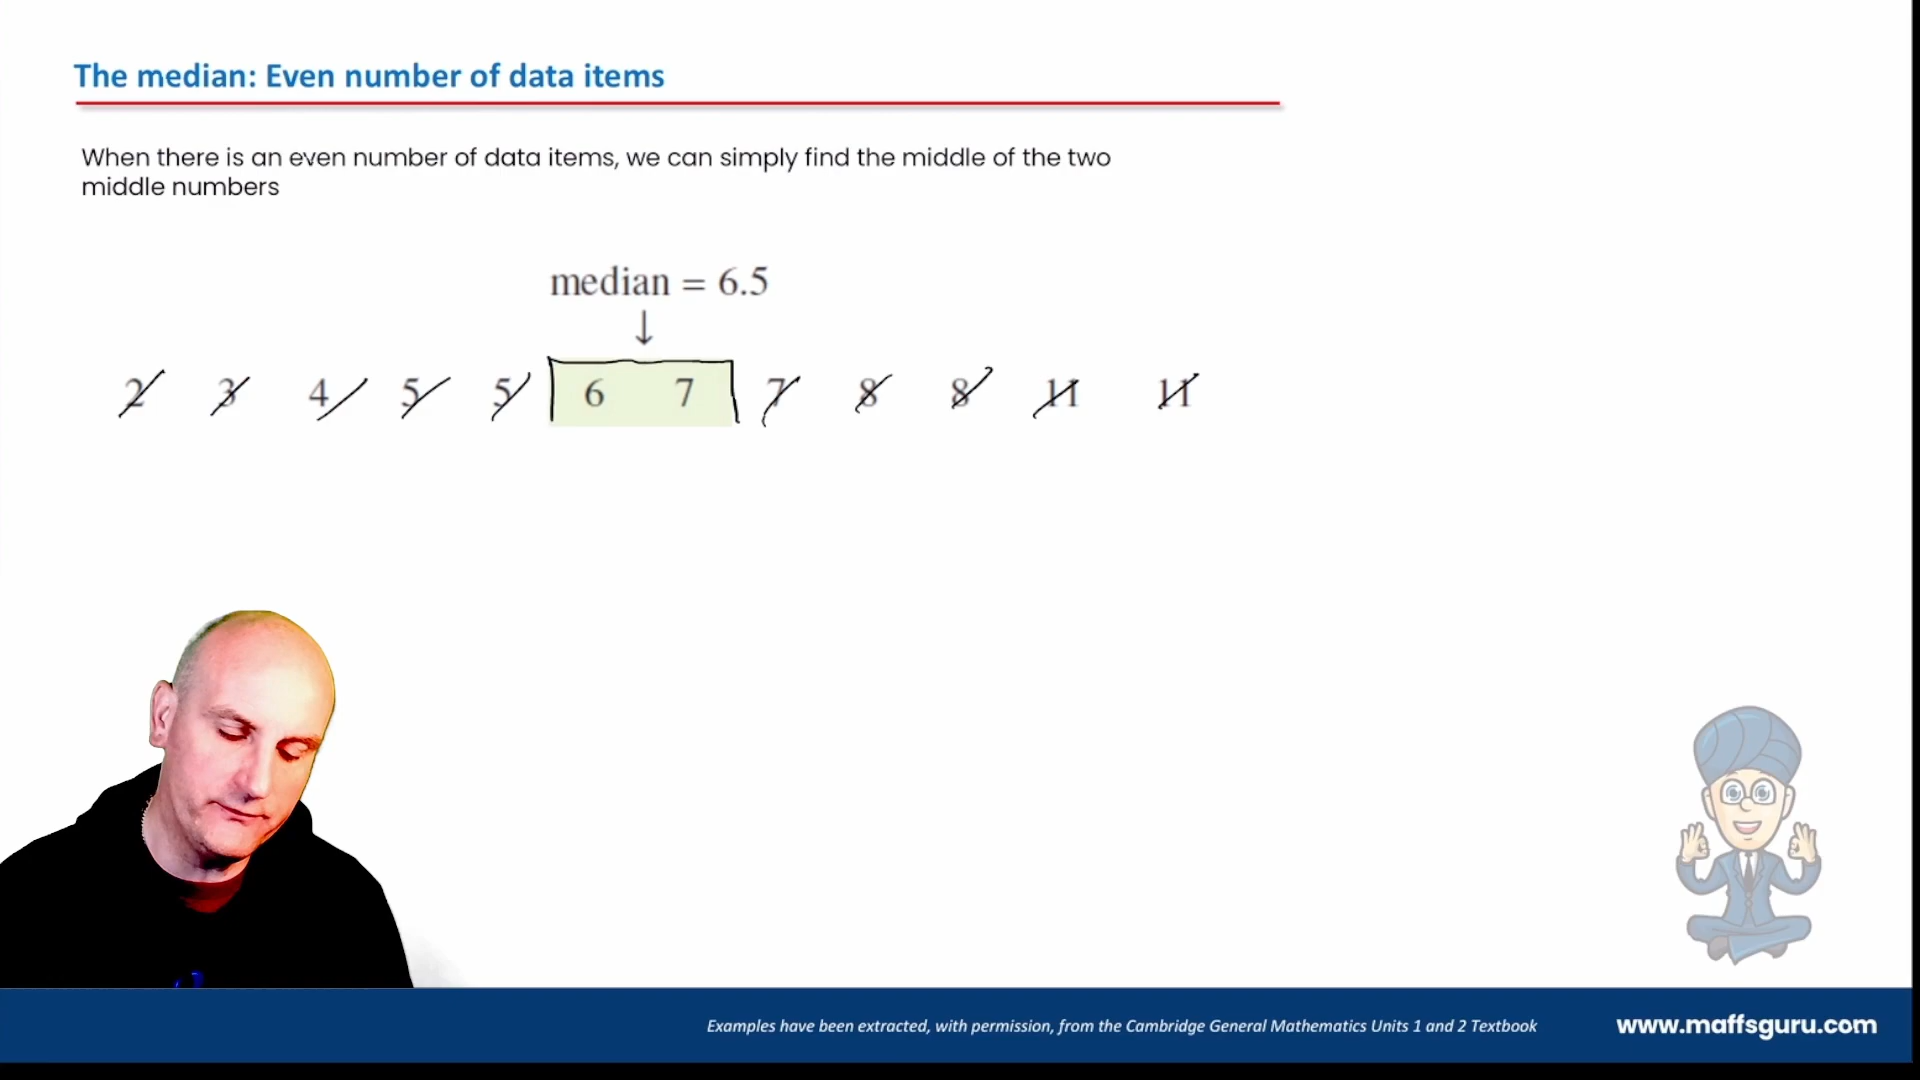 The median: Even number of data items
When there is an even number of data items, we can simply find the middle of the two
middle numbers
median = 6.5
↓
2 3 4 5 5 6 7 7 8 8 11 11
Examples have been extracted, with permission, from the Cambridge General Mathematics Units 1 and 2 Textbook
www.maffsguru.com